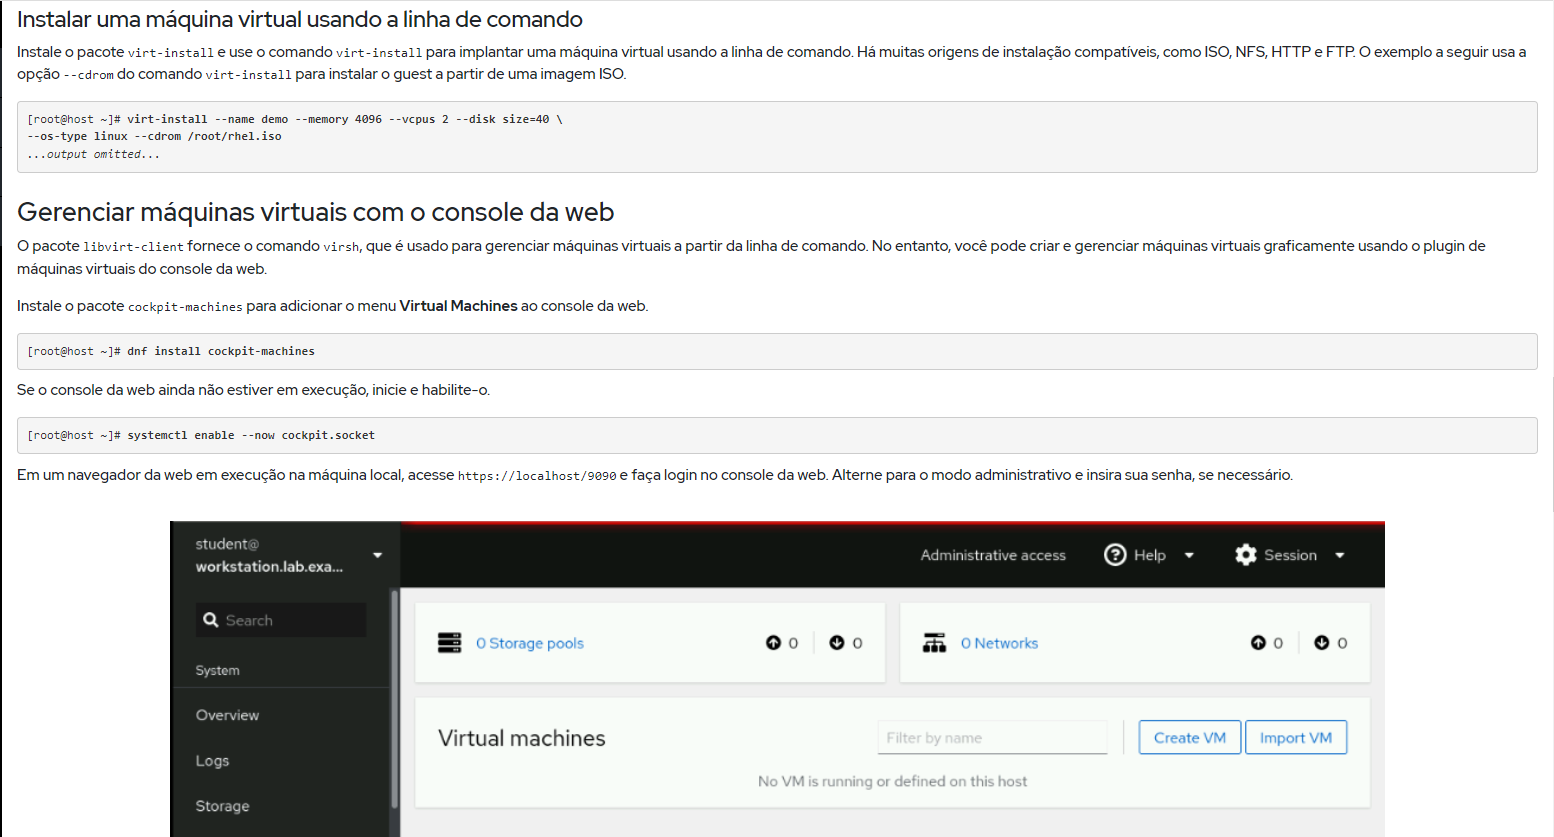 Instalar uma máquina virtual usando a linha de comando
Instale o pacote virt-install e use o comando virt-install para implantar uma máquina virtual usando a linha de comando. Há muitas origens de instalação compatíveis, como ISO, NFS, HTTP e FTP. O exemplo a seguir usa a
opção --cdrom do comando virt-install para instalar o guest a partir de uma imagem ISO.
[root@host ~]# virt-install --name demo --memory 4096 --vcpus 2 --disk size=40 \
--os-type linux --cdrom /root/rhel.iso
...output omitted...
Gerenciar máquinas virtuais com o console da web
O pacote libvirt-client fornece o comando virsh, que é usado para gerenciar máquinas virtuais a partir da linha de comando. No entanto, você pode criar e gerenciar máquinas virtuais graficamente usando o plugin de
máquinas virtuais do console da web.
Instale o pacote cockpit-machines para adicionar o menu Virtual Machines ao console da web.
[root@host ~]# dnf install cockpit-machines
Se o console da web ainda não estiver em execução, inicie e habilite-o.
[root@host ~]# systemctl enable --now cockpit.socket
Em um navegador da web em execução na máquina local, acesse https://localhost/9090 e faça login no console da web. Alterne para o modo administrativo e insira sua senha, se necessário.
student@
workstation.lab.exa...
Administrative access
Help
Session
Search
System
Overview
Logs
Storage
0 Storage pools
0
0
0 Networks
0
0
Virtual machines
Filter by name
Create VM
Import VM
No VM is running or defined on this host